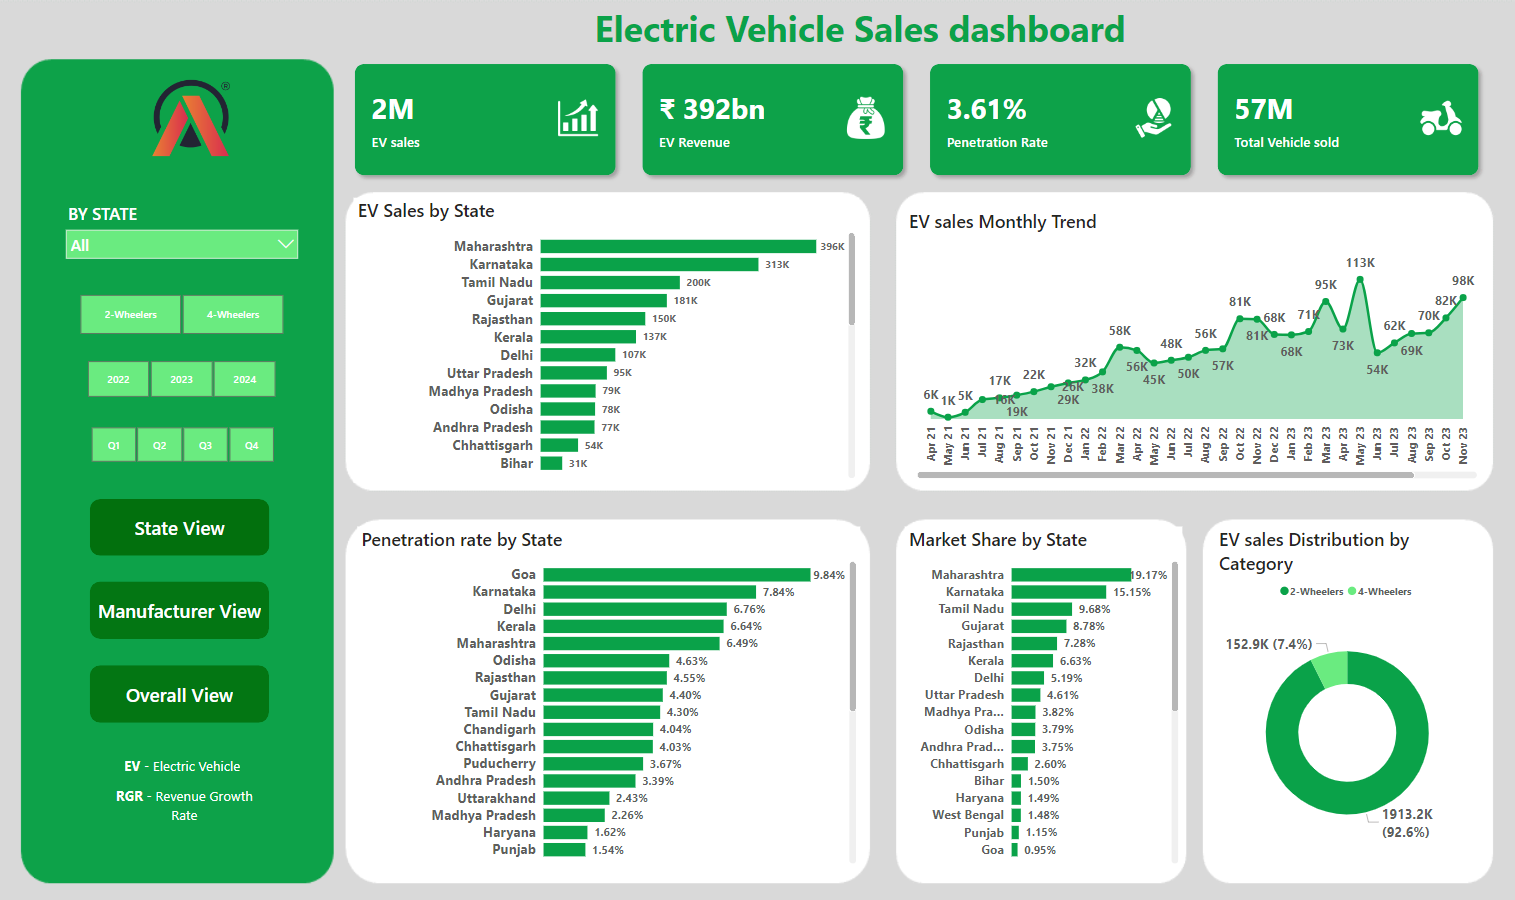 Electric Vehicle Sales dashboard
®
BY STATE
All
2-Wheelers 4-Wheelers
2022 2023 2024
Q1 Q2 Q3 Q4
State View
Manufacturer View
Overall View
EV - Electric Vehicle
RGR - Revenue Growth
Rate
2M
EV sales
₹ 392bn
EV Revenue
3.61%
Penetration Rate
57M
Total Vehicle sold
EV Sales by State
Maharashtra 396K
Karnataka 313K
Tamil Nadu 200K
Gujarat 181K
Rajasthan 150K
Kerala 137K
Delhi 107K
Uttar Pradesh 95K
Madhya Pradesh 79K
Odisha 78K
Andhra Pradesh 77K
Chhattisgarh 54K
Bihar 31K
EV sales Monthly Trend
6K 1K 5K 17K 16K 19K 22K 26K 29K 32K 38K 58K 56K 45K 48K 50K 56K 57K 81K 81K 68K 68K 71K 95K 73K 113K 54K 62K 69K 70K 82K 98K
Apr 21 May 21 Jun 21 Jul 21 Aug 21 Sep 21 Oct 21 Nov 21 Dec 21 Jan 22 Feb 22 Mar 22 Apr 22 May 22 Jun 22 Jul 22 Aug 22 Sep 22 Oct 22 Nov 22 Dec 22 Jan 23 Feb 23 Mar 23 Apr 23 May 23 Jun 23 Jul 23 Aug 23 Sep 23 Oct 23 Nov 23
Penetration rate by State
Goa 9.84%
Karnataka 7.84%
Delhi 6.76%
Kerala 6.64%
Maharashtra 6.49%
Odisha 4.63%
Rajasthan 4.55%
Gujarat 4.40%
Tamil Nadu 4.30%
Chandigarh 4.04%
Chhattisgarh 4.03%
Puducherry 3.67%
Andhra Pradesh 3.39%
Uttarakhand 2.43%
Madhya Pradesh 2.26%
Haryana 1.62%
Punjab 1.54%
Market Share by State
Maharashtra 19.17%
Karnataka 15.15%
Tamil Nadu 9.68%
Gujarat 8.78%
Rajasthan 7.28%
Kerala 6.63%
Delhi 5.19%
Uttar Pradesh 4.61%
Madhya Pra... 3.82%
Odisha 3.79%
Andhra Prad... 3.75%
Chhattisgarh 2.60%
Bihar 1.50%
Haryana 1.49%
West Bengal 1.48%
Punjab 1.15%
Goa 0.95%
EV sales Distribution by
Category
2-Wheelers 4-Wheelers
152.9K (7.4%)
1913.2K
(92.6%)